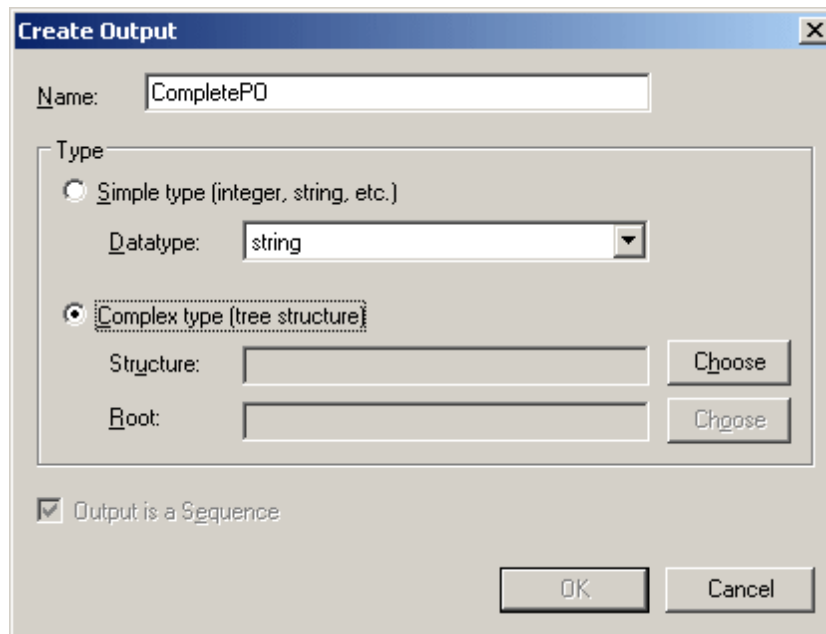 Create Output
Name: CompletePO
Type
Simple type (integer, string, etc.)
Datatype: string
Complex type (tree structure)
Structure: Choose
Root: Choose
Output is a Sequence
OK Cancel